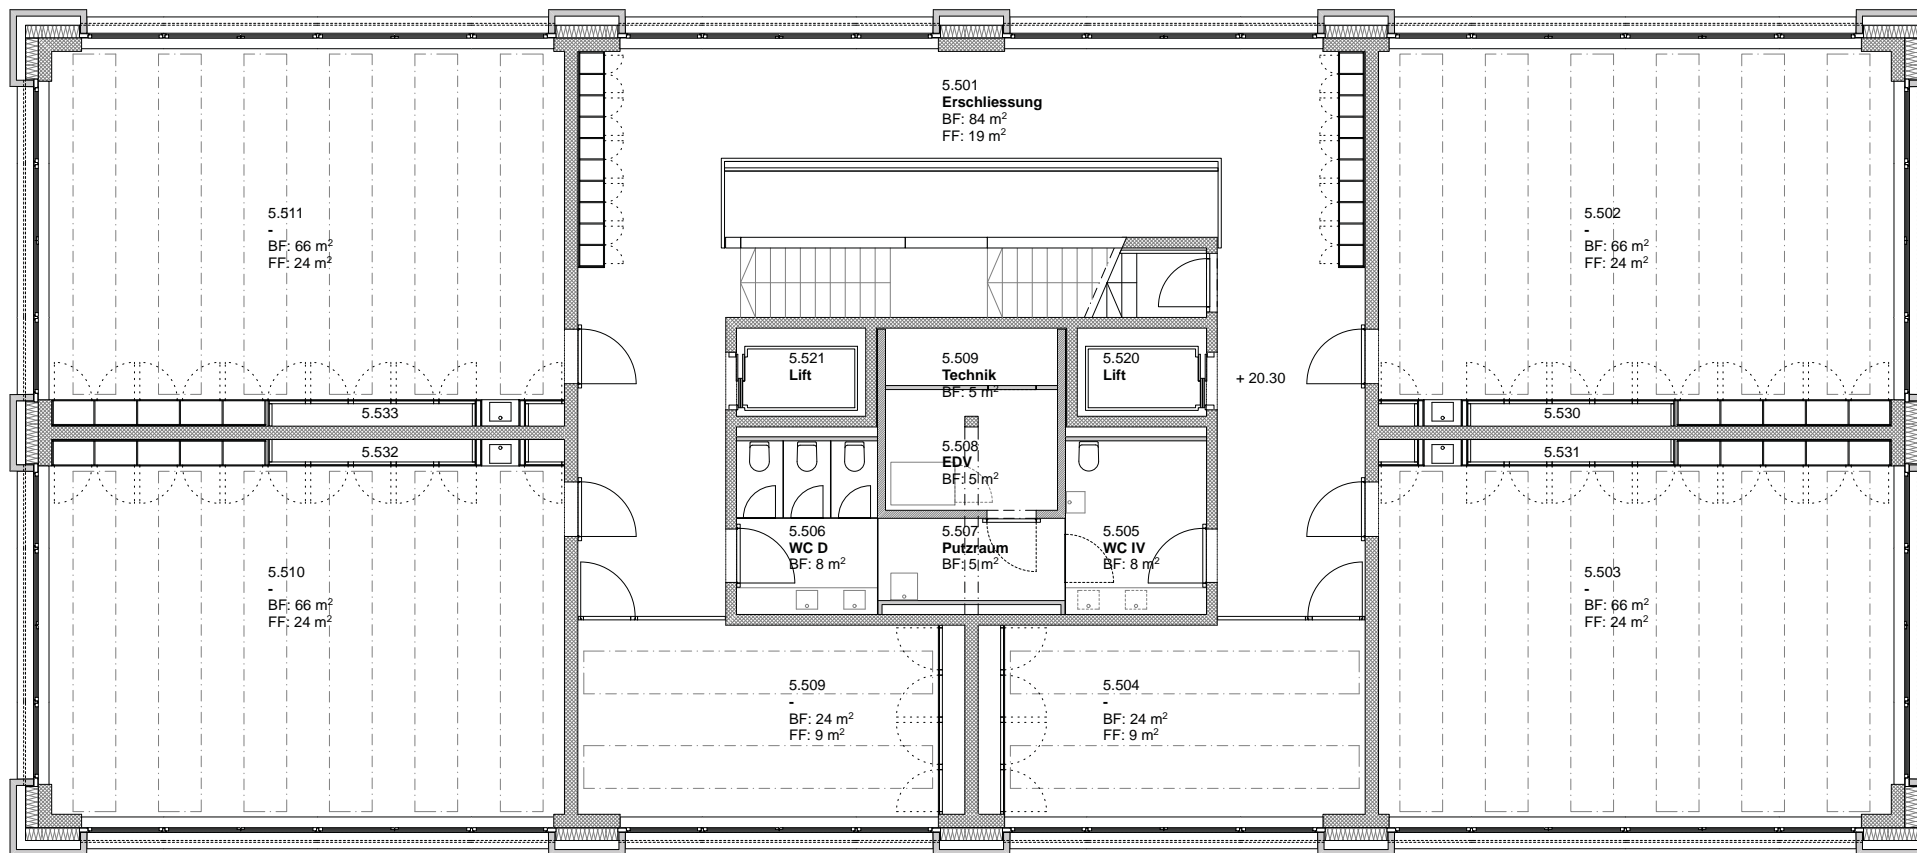 5.501
Erschliessung
BF: 84 m²
FF: 19 m²
5.511
-
BF: 66 m²
FF: 24 m²
5.502
-
BF: 66 m²
FF: 24 m²
5.521
Lift
5.509
Technik
BF: 5 m²
5.520
Lift
+ 20.30
5.533
5.532
5.530
5.531
5.508
EDV
BF: 5 m²
5.506
WC D
BF: 8 m²
5.507
Putzraum
BF: 5 m²
5.505
WC IV
BF: 8 m²
5.510
-
BF: 66 m²
FF: 24 m²
5.503
-
BF: 66 m²
FF: 24 m²
5.509
-
BF: 24 m²
FF: 9 m²
5.504
-
BF: 24 m²
FF: 9 m²